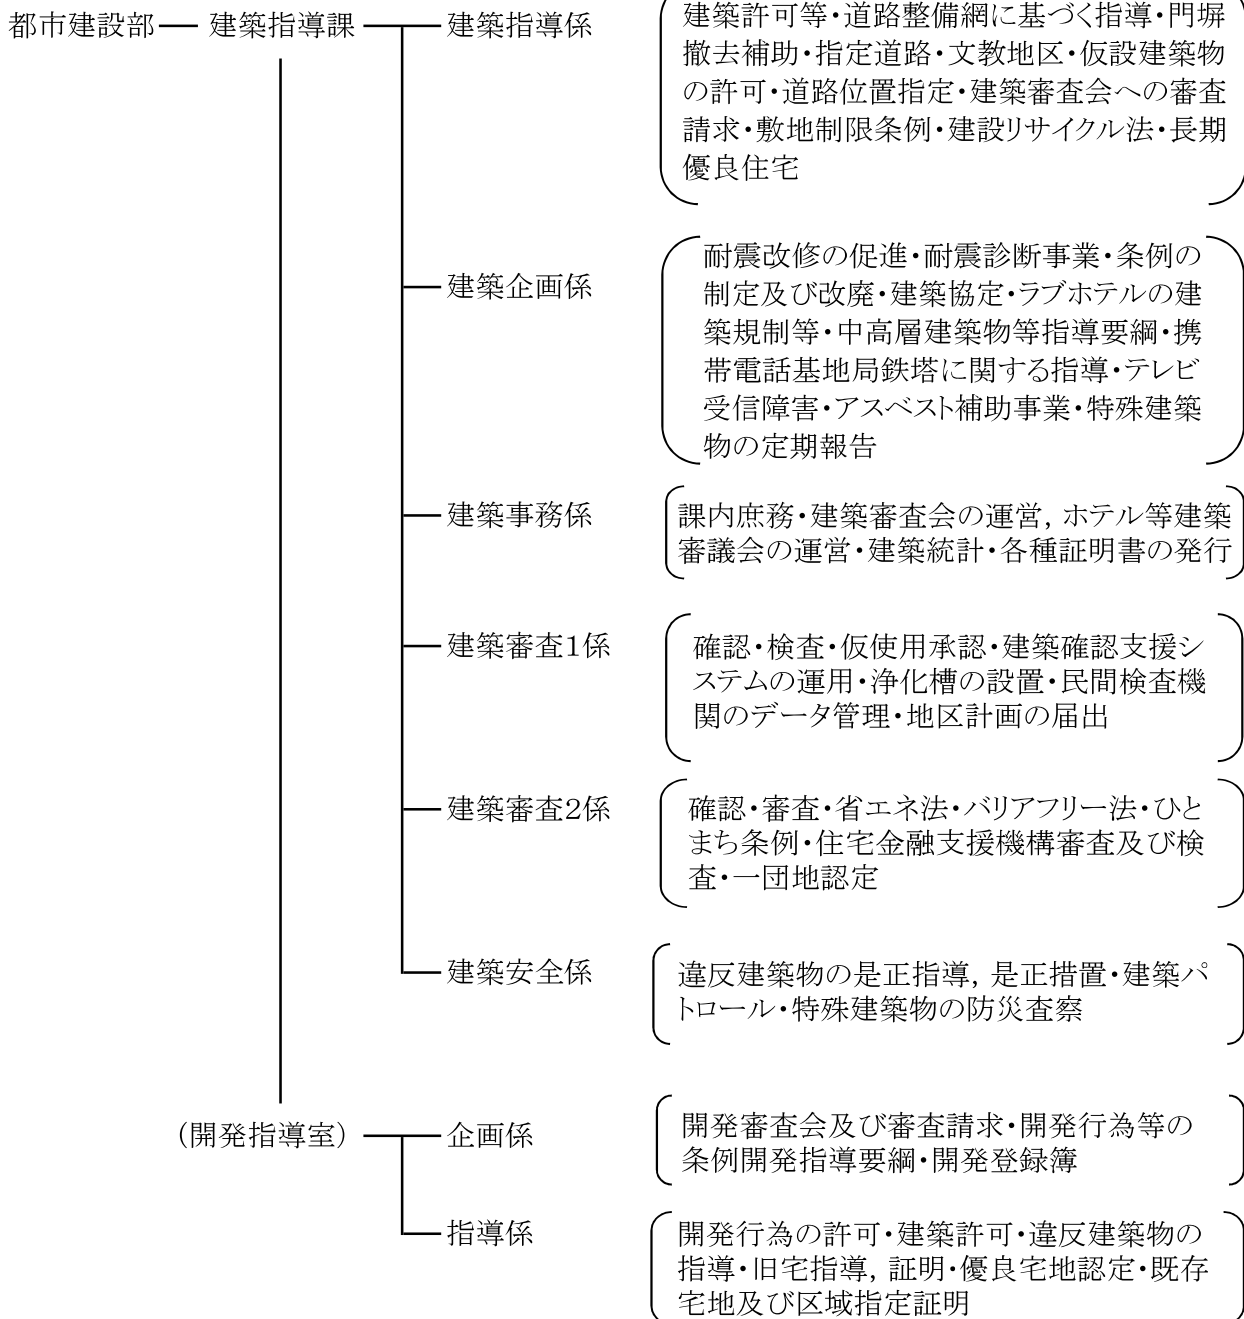 都市建設部
建築指導課
建築指導係
建築許可等・道路整備網に基づく指導・門塀
撤去補助・指定道路・文教地区・仮設建築物
の許可・道路位置指定・建築審査会への審査
請求・敷地制限条例・建設リサイクル法・長期
優良住宅
建築企画係
耐震改修の促進・耐震診断事業・条例の
制定及び改廃・建築協定・ラブホテルの建
築規制等・中高層建築物等指導要綱・携
帯電話基地局鉄塔に関する指導・テレビ
受信障害・アスベスト補助事業・特殊建築
物の定期報告
建築事務係
課内庶務・建築審査会の運営，ホテル等建築
審議会の運営・建築統計・各種証明書の発行
建築審査1係
確認・検査・仮使用承認・建築確認支援シ
ステムの運用・浄化槽の設置・民間検査機
関のデータ管理・地区計画の届出
建築審査2係
確認・審査・省エネ法・バリアフリー法・ひと
まち条例・住宅金融支援機構審査及び検
査・一団地認定
建築安全係
違反建築物の是正指導，是正措置・建築パ
トロール・特殊建築物の防災査察
（開発指導室）
企画係
開発審査会及び審査請求・開発行為等の
条例開発指導要綱・開発登録簿
指導係
開発行為の許可・建築許可・違反建築物の
指導・旧宅指導，証明・優良宅地認定・既存
宅地及び区域指定証明